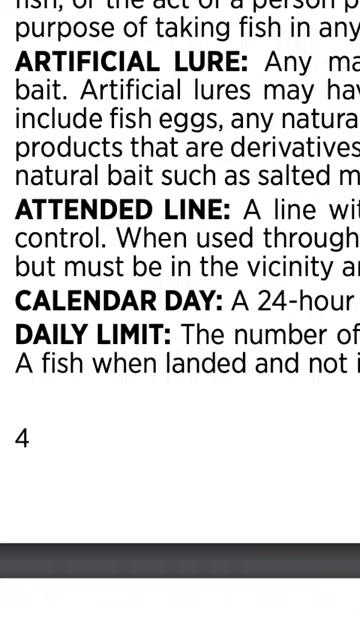 fish, or the act of a person p
purpose of taking fish in any
ARTIFICIAL LURE: Any ma
bait. Artificial lures may hav
include fish eggs, any natura
products that are derivatives
natural bait such as salted m
ATTENDED LINE: A line wit
control. When used through
but must be in the vicinity a
CALENDAR DAY: A 24-hour
DAILY LIMIT: The number of
A fish when landed and not i
4